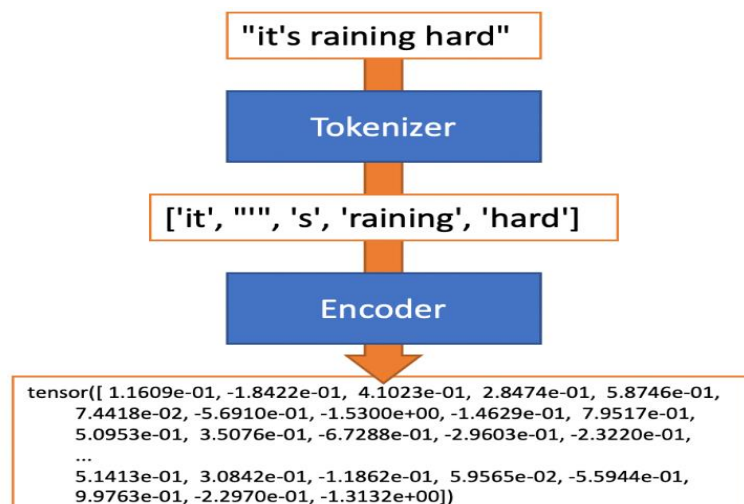 "it's raining hard"
Tokenizer
['it', "'", 's', 'raining', 'hard']
Encoder
tensor([ 1.1609e-01, -1.8422e-01, 4.1023e-01, 2.8474e-01, 5.8746e-01,
7.4418e-02, -5.6910e-01, -1.5300e+00, -1.4629e-01, 7.9517e-01,
5.0953e-01, 3.5076e-01, -6.7288e-01, -2.9603e-01, -2.3220e-01,
...
5.1413e-01, 3.0842e-01, -1.1862e-01, 5.9565e-02, -5.5944e-01,
9.9763e-01, -2.2970e-01, -1.3132e+00])